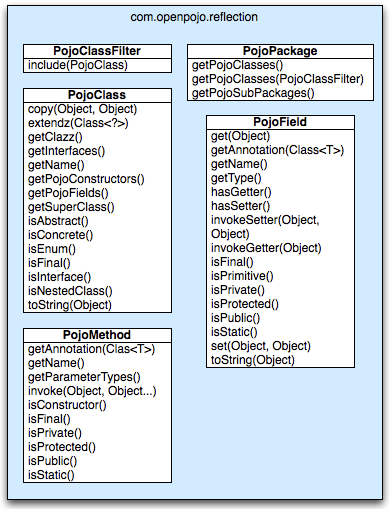 com.openpojo.reflection
PojoClassFilter
include(PojoClass)
PojoClass
copy(Object, Object)
extendz(Class<?>)
getClazz()
getInterfaces()
getName()
getPojoConstructors()
getPojoFields()
getSuperClass()
isAbstract()
isConcrete()
isEnum()
isFinal()
isInterface()
isNestedClass()
toString(Object)
PojoMethod
getAnnotation(Clas<T>)
getName()
getParameterTypes()
invoke(Object, Object...)
isConstructor()
isFinal()
isPrivate()
isProtected()
isPublic()
isStatic()
PojoPackage
getPojoClasses()
getPojoClasses(PojoClassFilter)
getPojoSubPackages()
PojoField
get(Object)
getAnnotation(Class<T>)
getName()
getType()
hasGetter()
hasSetter()
invokeSetter(Object,
Object)
invokeGetter(Object)
isFinal()
isPrimitive()
isPrivate()
isProtected()
isPublic()
isStatic()
set(Object, Object)
toString(Object)